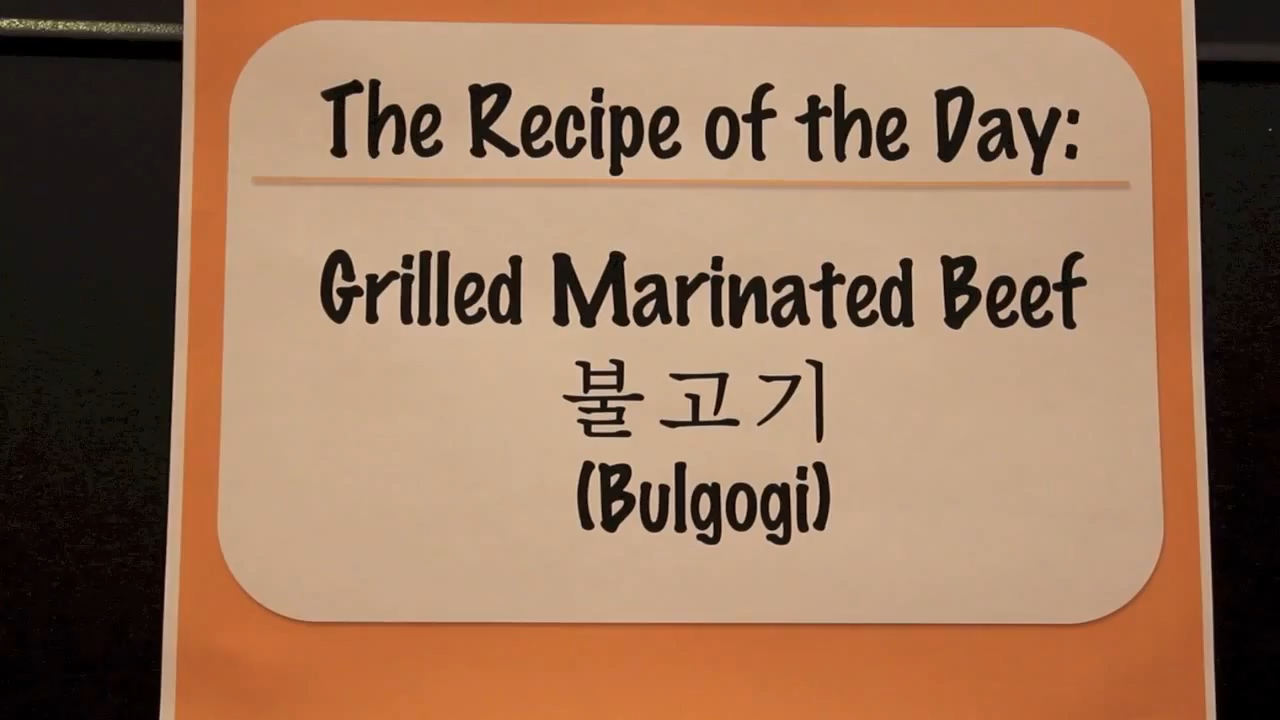 The Recipe of the Day:
Grilled Marinated Beef
불고기
(Bulgogi)